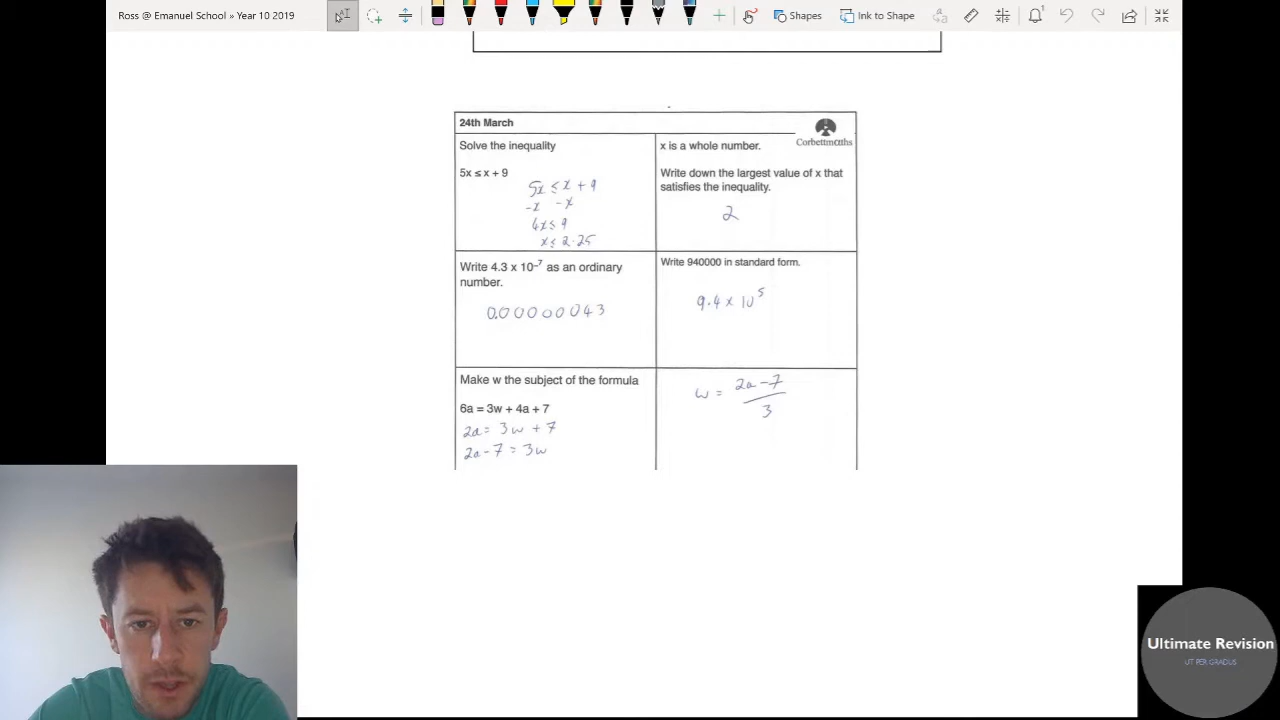 Ross @ Emanuel School » Year 10 2019
Shapes
Ink to Shape
24th March
Corbettmαths
Solve the inequality
5x ≤ x + 9
5x ≤ x + 9
-x -x
4x ≤ 9
x ≤ 2.25
x is a whole number.
Write down the largest value of x that
satisfies the inequality.
2
Write 4.3 x 10⁻⁷ as an ordinary
number.
0.00000043
Write 940000 in standard form.
9.4 x 10⁵
Make w the subject of the formula
6a = 3w + 4a + 7
2a = 3w + 7
2a - 7 = 3w
w = 2a - 7
3
Ultimate Revision
UT PER GRADUS